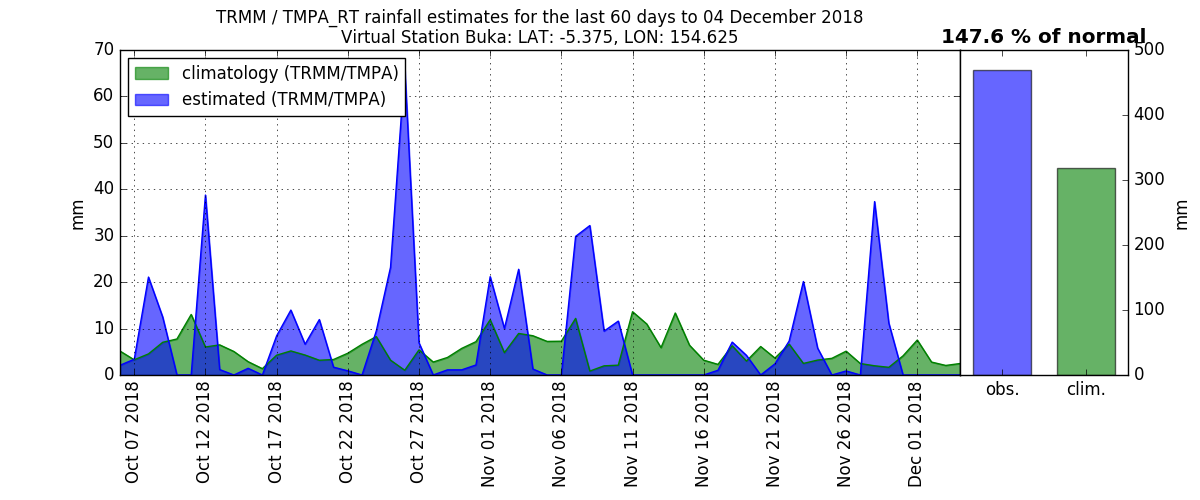 TRMM / TMPA_RT rainfall estimates for the last 60 days to 04 December 2018
Virtual Station Buka: LAT: -5.375, LON: 154.625
147.6 % of normal
climatology (TRMM/TMPA)
estimated (TRMM/TMPA)
mm
70
60
50
40
30
20
10
0
Oct 07 2018
Oct 12 2018
Oct 17 2018
Oct 22 2018
Oct 27 2018
Nov 01 2018
Nov 06 2018
Nov 11 2018
Nov 16 2018
Nov 21 2018
Nov 26 2018
Dec 01 2018
obs.
clim.
500
400
300
200
100
0
mm